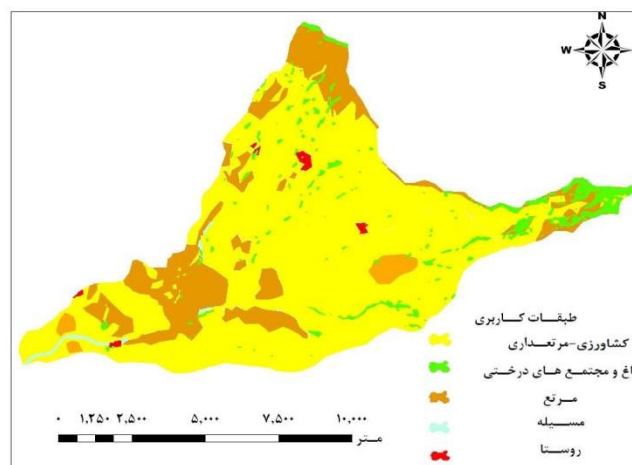 N
W E
S
طبقات کاربری
کشاورزی-مرتعداری
اغ و مجتمع های درختی
مرتع
مسیله
روستا
۰ ۱,۲۵۰ ۲,۵۰۰ ۵,۰۰۰ ۷,۵۰۰ ۱۰,۰۰۰
متر